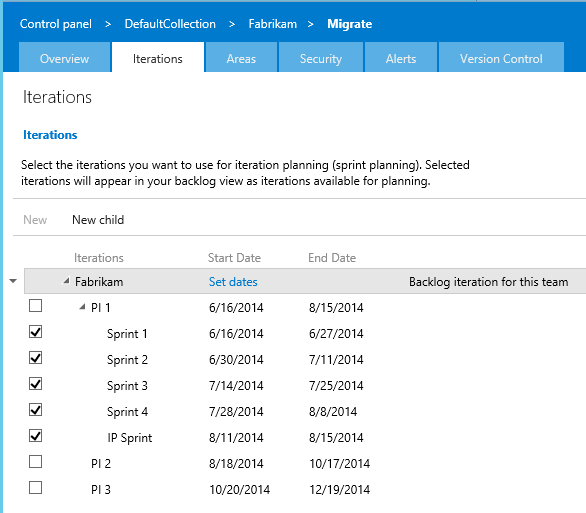 Control panel > DefaultCollection > Fabrikam > Migrate
Overview Iterations Areas Security Alerts Version Control
Iterations
Iterations
Select the iterations you want to use for iteration planning (sprint planning). Selected
iterations will appear in your backlog view as iterations available for planning.
New New child
Iterations Start Date End Date
Fabrikam Set dates Backlog iteration for this team
PI 1 6/16/2014 8/15/2014
Sprint 1 6/16/2014 6/27/2014
Sprint 2 6/30/2014 7/11/2014
Sprint 3 7/14/2014 7/25/2014
Sprint 4 7/28/2014 8/8/2014
IP Sprint 8/11/2014 8/15/2014
PI 2 8/18/2014 10/17/2014
PI 3 10/20/2014 12/19/2014